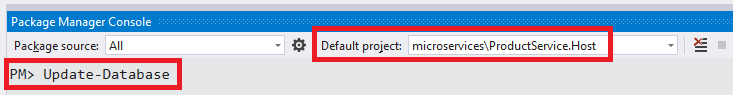 Package Manager Console
Package source: All Default project: microservices\ProductService.Host
PM> Update-Database